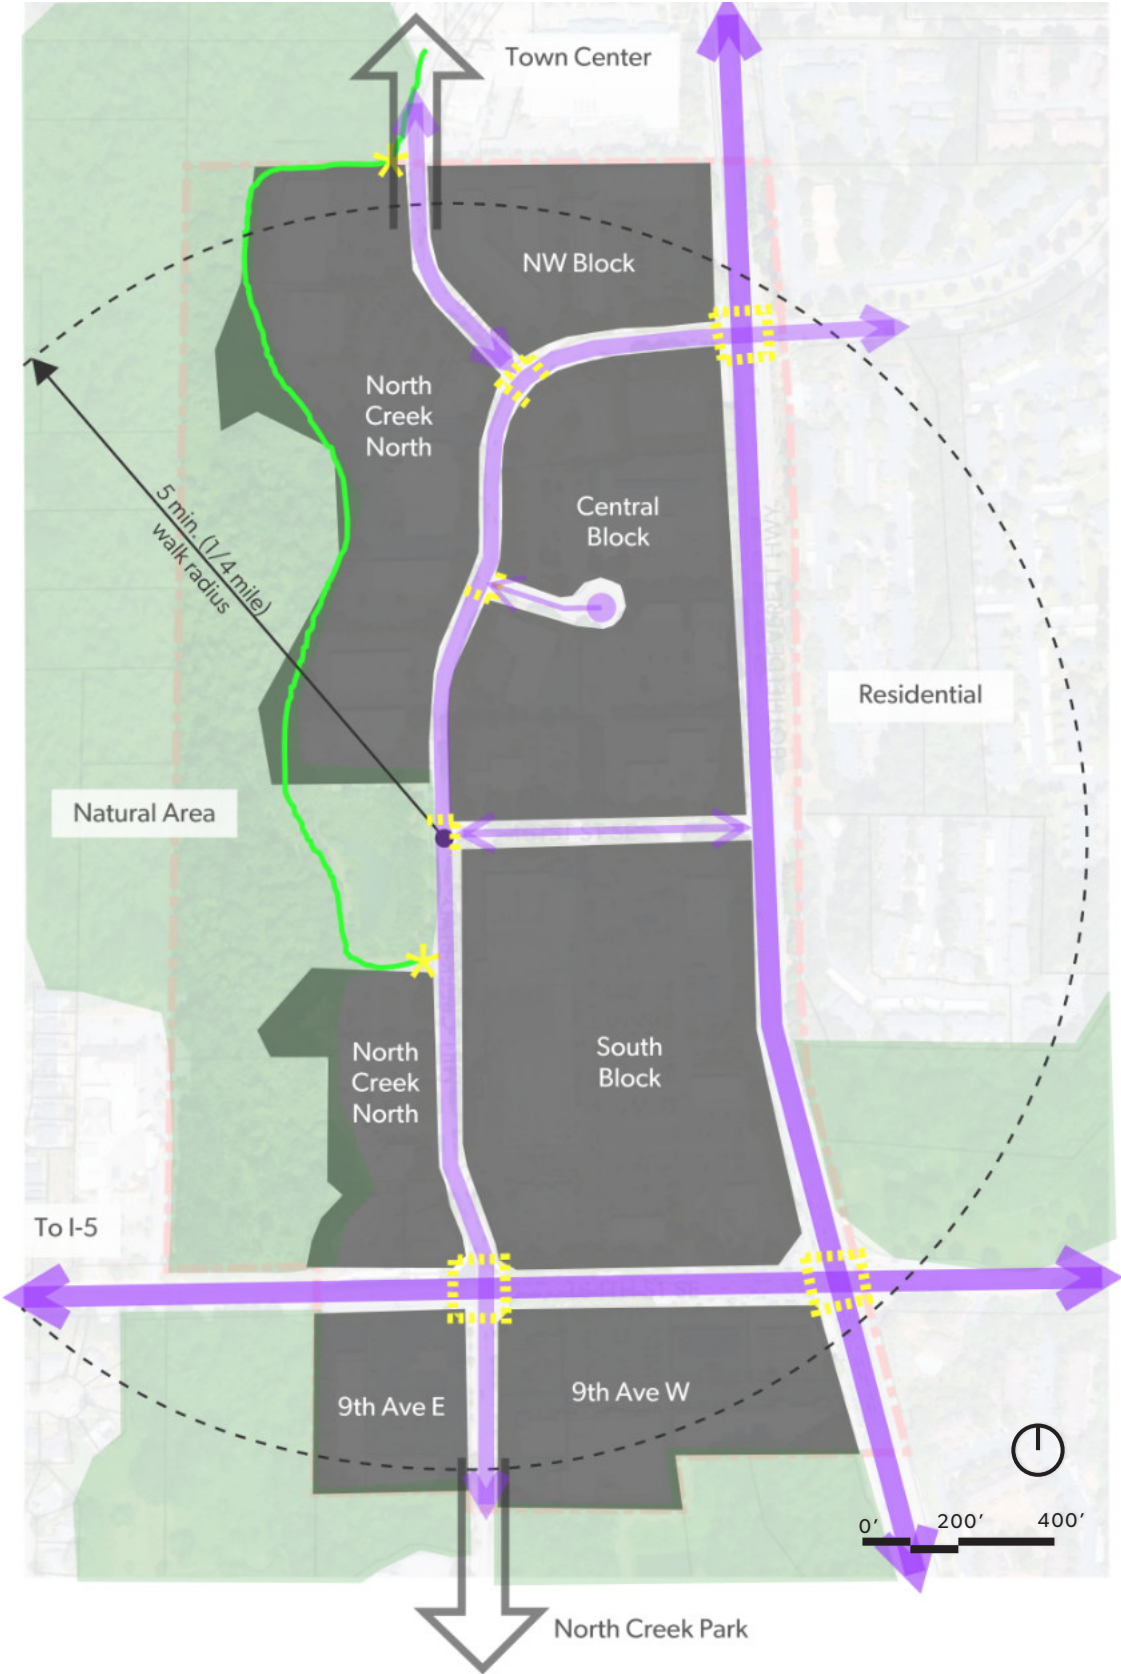 Town Center
NW Block
North
Creek
North
Central
Block
5 min. (1/4 mile)
walk radius
Residential
Natural Area
South
Block
North
Creek
North
To I-5
9th Ave E
9th Ave W
0'
200'
400'
North Creek Park